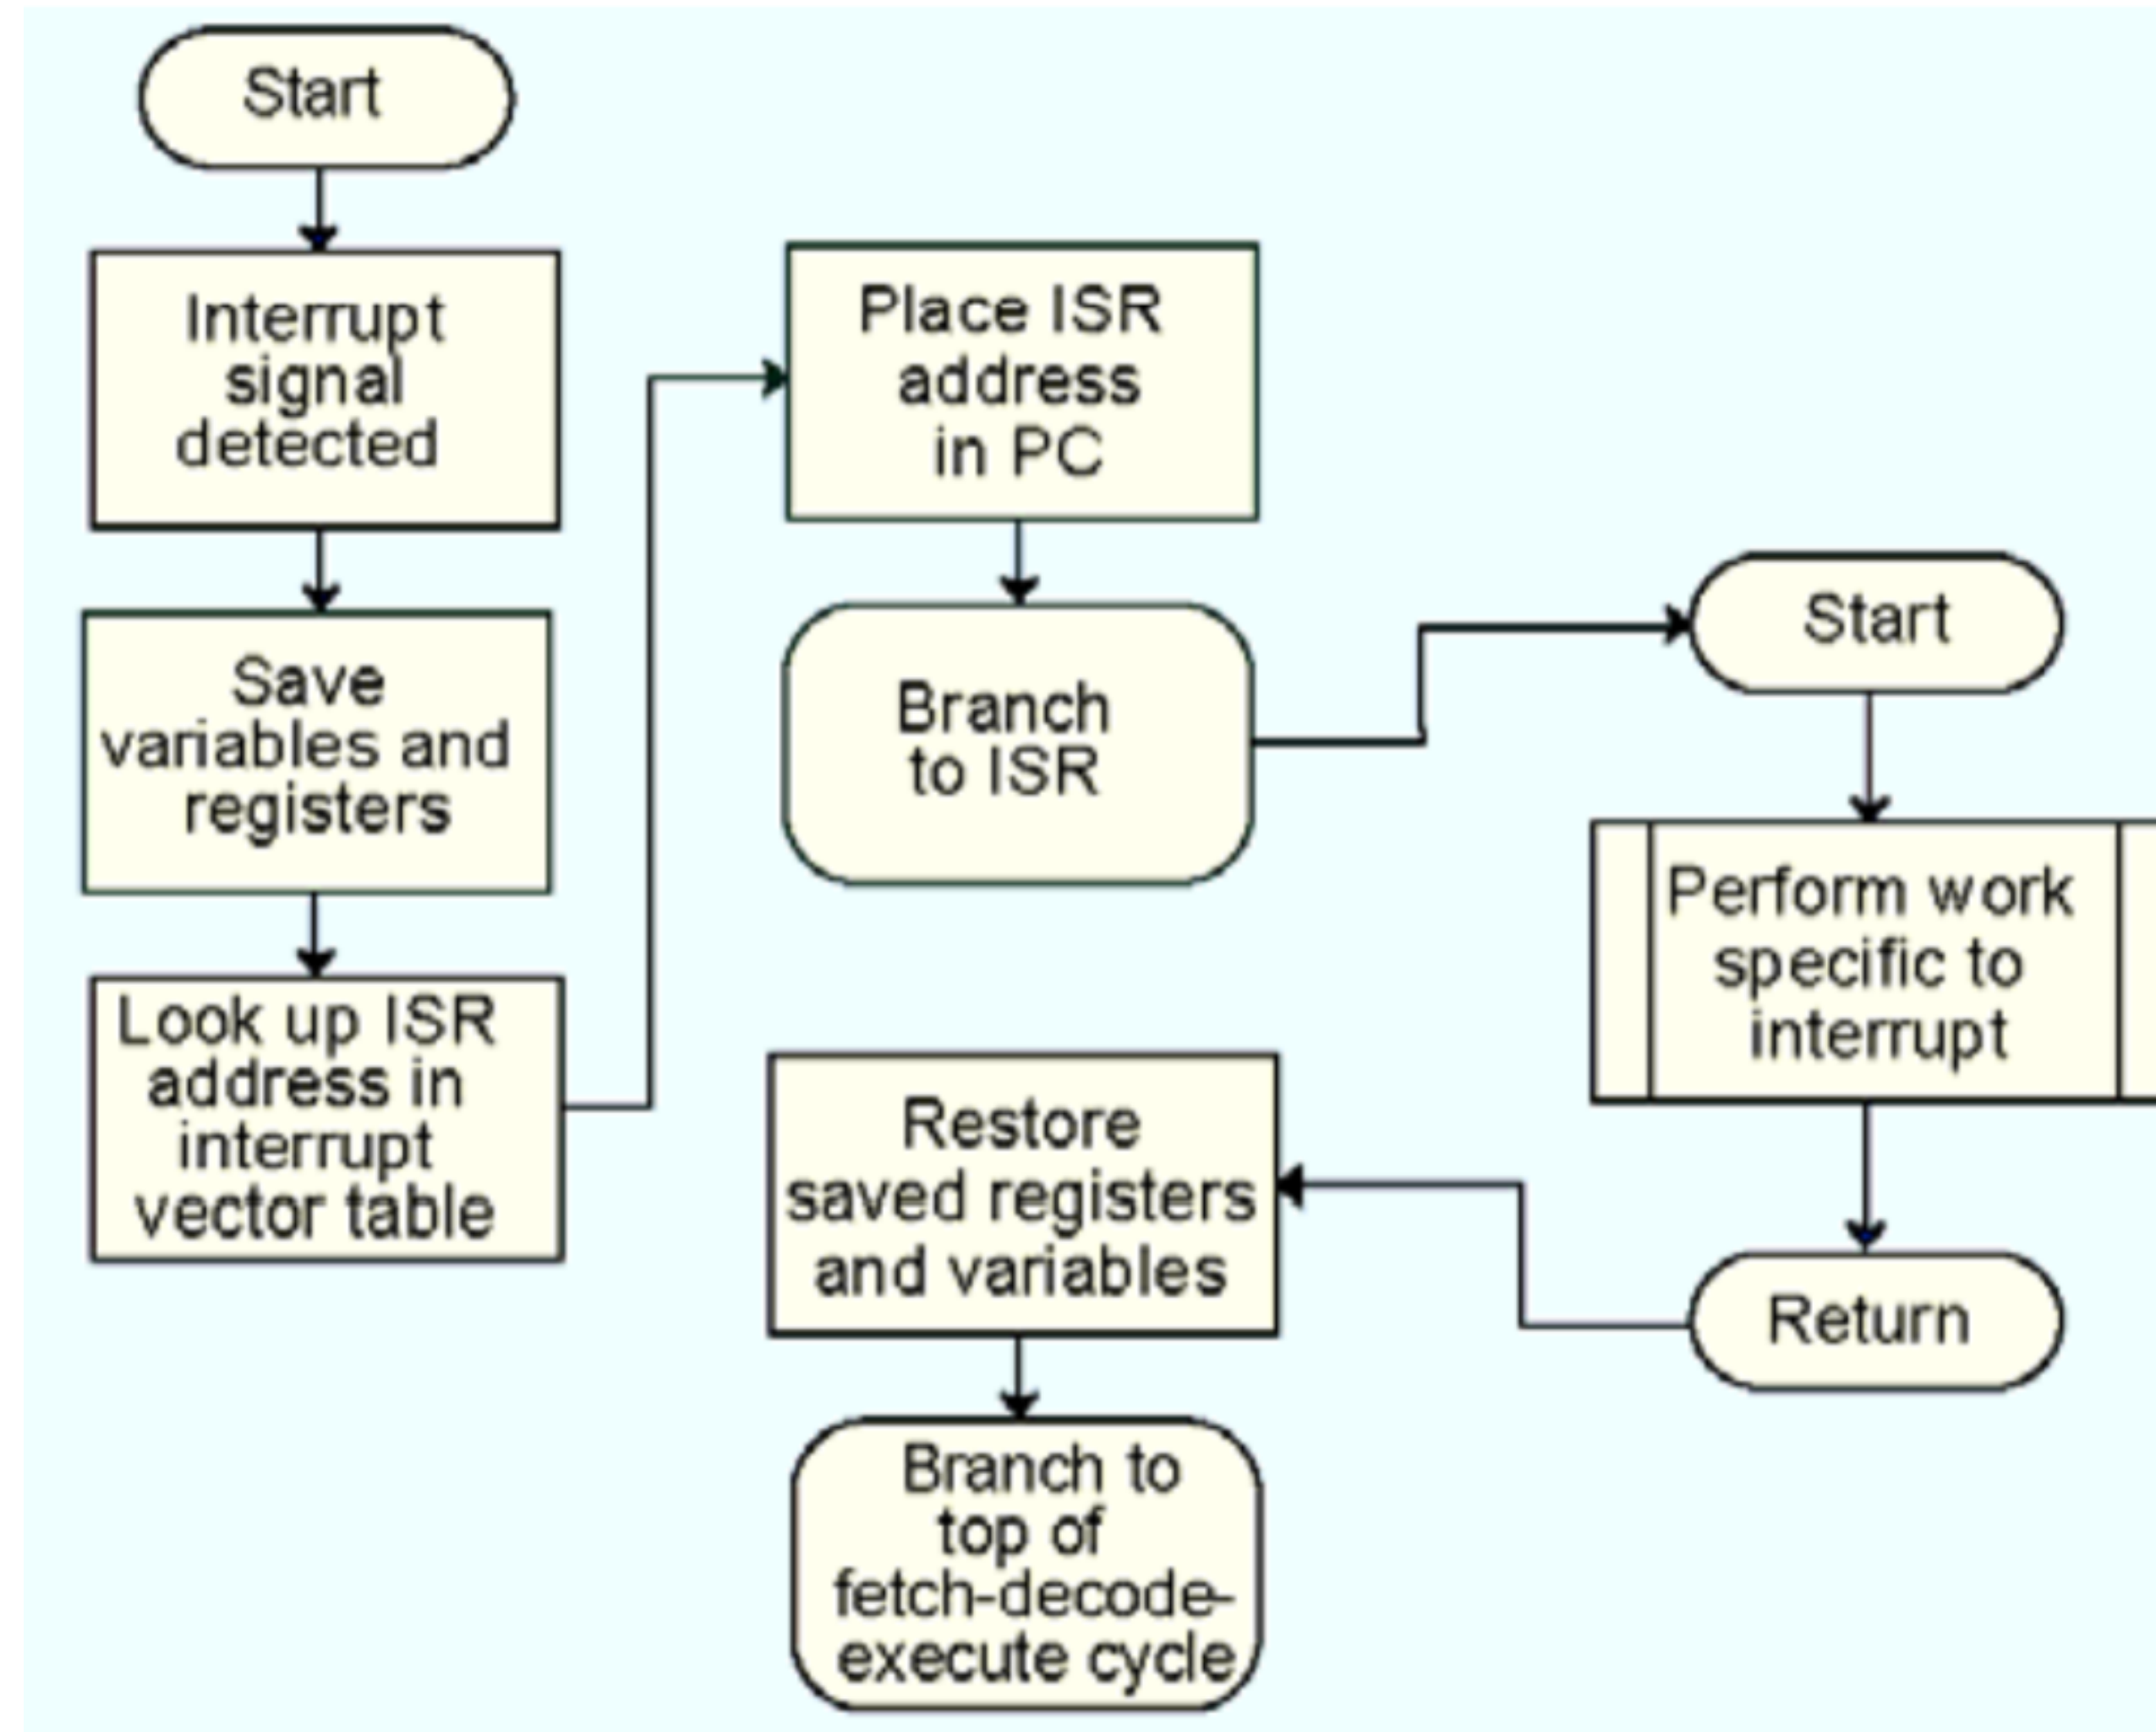 Start
Interrupt
signal
detected
Save
variables and
registers
Look up ISR
address in
interrupt
vector table
Place ISR
address
in PC
Branch
to ISR
Start
Perform work
specific to
interrupt
Return
Restore
saved registers
and variables
Branch to
top of
fetch-decode-
execute cycle